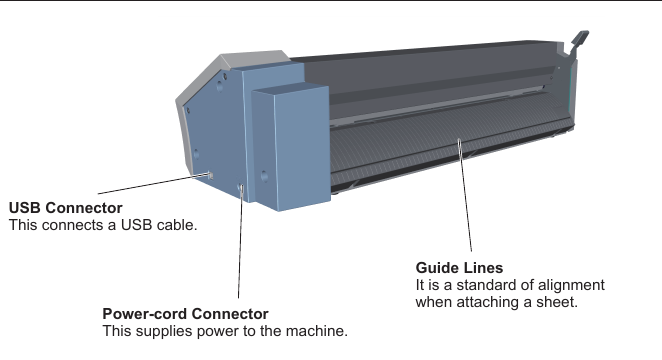 USB Connector
This connects a USB cable.
Guide Lines
It is a standard of alignment
when attaching a sheet.
Power-cord Connector
This supplies power to the machine.